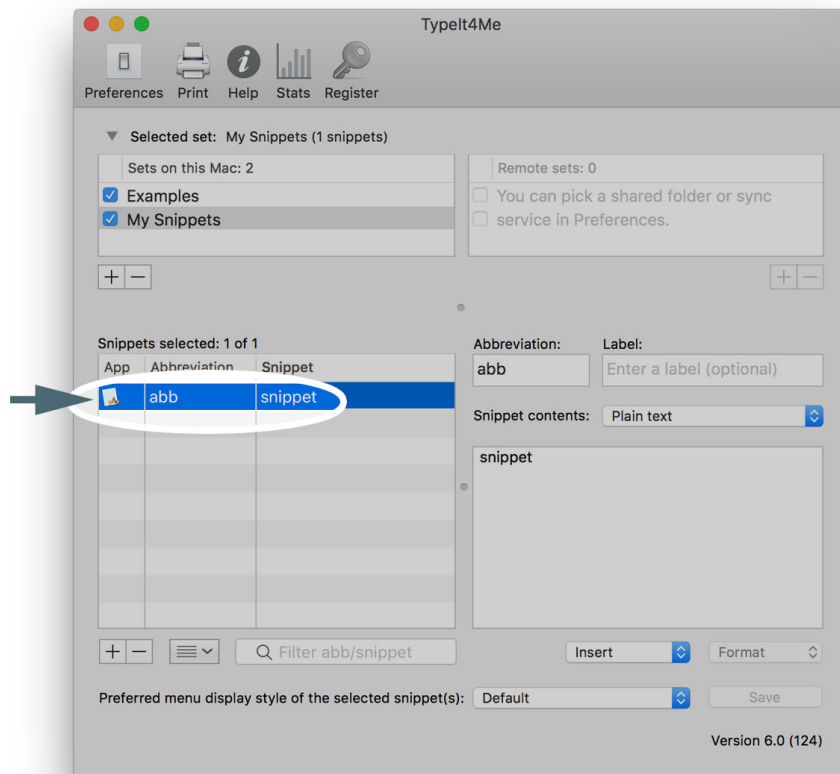 TypeIt4Me
Preferences Print Help Stats Register
Selected set: My Snippets (1 snippets)
Sets on this Mac: 2
Remote sets: 0
Examples
You can pick a shared folder or sync
My Snippets
service in Preferences.
Snippets selected: 1 of 1
Abbreviation: Label:
App Abbreviation Snippet
abb
Enter a label (optional)
abb snippet
Snippet contents: Plain text
snippet
Filter abb/snippet
Insert
Format
Preferred menu display style of the selected snippet(s): Default
Save
Version 6.0 (124)